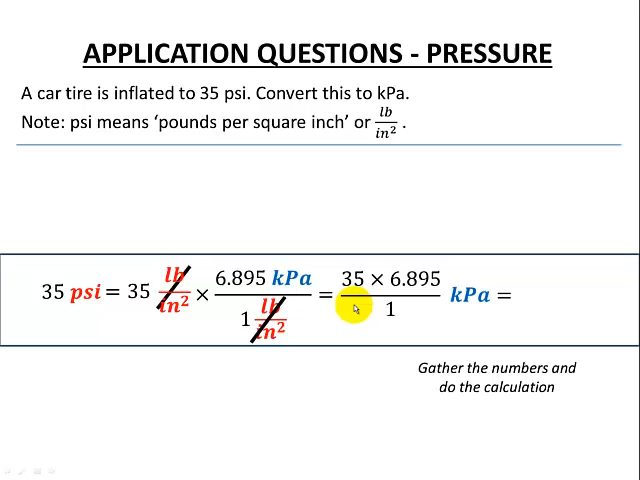 APPLICATION QUESTIONS - PRESSURE
A car tire is inflated to 35 psi. Convert this to kPa.
Note: psi means ‘pounds per square inch’ or lb/in² .
35 psi = 35 lb/in² × 6.895 kPa / 1 lb/in² = 35 × 6.895 / 1 kPa =
Gather the numbers and
do the calculation